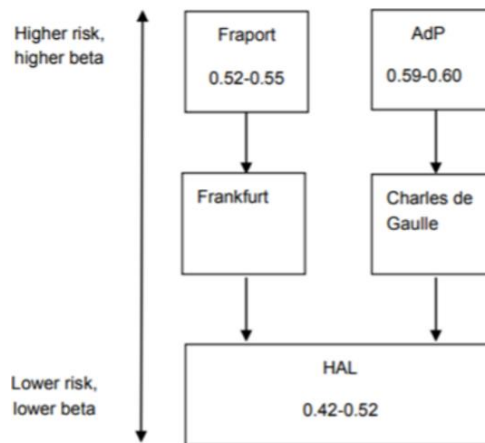 Higher risk,
higher beta
Fraport
0.52-0.55
AdP
0.59-0.60
Frankfurt
Charles de
Gaulle
Lower risk,
lower beta
HAL
0.42-0.52